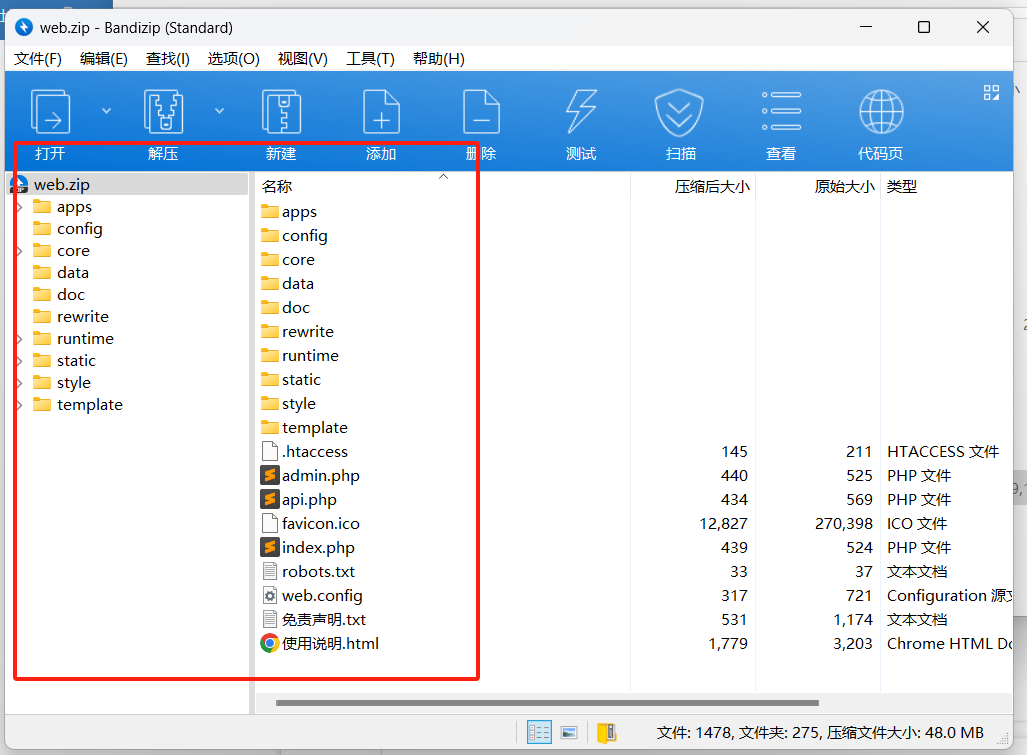 web.zip - Bandizip (Standard)
文件(F) 编辑(E) 查找(I) 选项(O) 视图(V) 工具(T) 帮助(H)
打开 解压 新建 添加 删除 测试 扫描 查看 代码页
web.zip
apps
config
core
data
doc
rewrite
runtime
static
style
template
名称 压缩后大小 原始大小 类型
apps
config
core
data
doc
rewrite
runtime
static
style
template
.htaccess 145 211 HTACCESS 文件
admin.php 440 525 PHP 文件
api.php 434 569 PHP 文件
favicon.ico 12,827 270,398 ICO 文件
index.php 439 524 PHP 文件
robots.txt 33 37 文本文档
web.config 317 721 Configuration 源文
免责声明.txt 531 1,174 文本文档
使用说明.html 1,779 3,203 Chrome HTML Do
文件: 1478, 文件夹: 275, 压缩文件大小: 48.0 MB